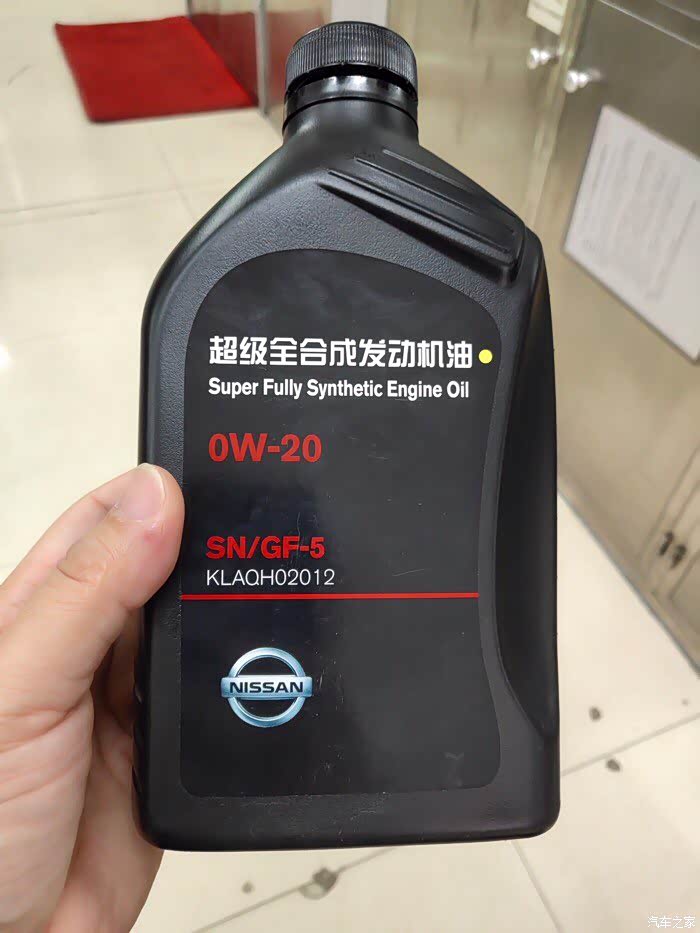 超级全合成发动机油
Super Fully Synthetic Engine Oil
0W-20
SN/GF-5
KLAQH02012
NISSAN
汽车之家